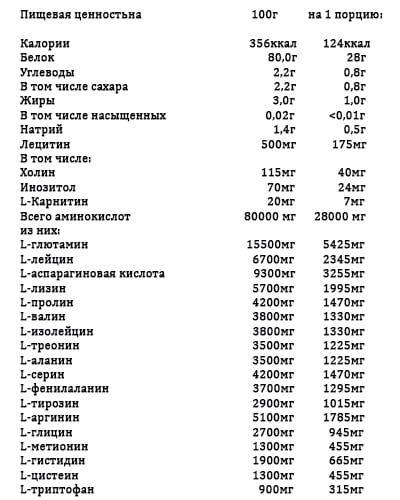 Пищевая ценностьна 100г на 1 порцию:
Калории 356ккал 124ккал
Белок 80,0г 28г
Углеводы 2,2г 0,8г
В том числе сахара 2,2г 0,8г
Жиры 3,0г 1,0г
В том числе насыщенных 0,02г <0,01г
Натрий 1,4г 0,5г
Лецитин 500мг 175мг
В том числе:
Холин 115мг 40мг
Инозитол 70мг 24мг
L-Карнитин 20мг 7мг
Всего аминокислот 80000 мг 28000 мг
из них:
L-глютамин 15500мг 5425мг
L-лейцин 6700мг 2345мг
L-аспарагиновая кислота 9300мг 3255мг
L-лизин 5700мг 1995мг
L-пролин 4200мг 1470мг
L-валин 3800мг 1330мг
L-изолейцин 3800мг 1330мг
L-треонин 3500мг 1225мг
L-аланин 3500мг 1225мг
L-серин 4200мг 1470мг
L-фенилаланин 3700мг 1295мг
L-тирозин 2900мг 1015мг
L-аргинин 5100мг 1785мг
L-глицин 2700мг 945мг
L-метионин 1300мг 455мг
L-гистидин 1900мг 665мг
L-цистеин 1300мг 455мг
L-триптофан 900мг 315мг